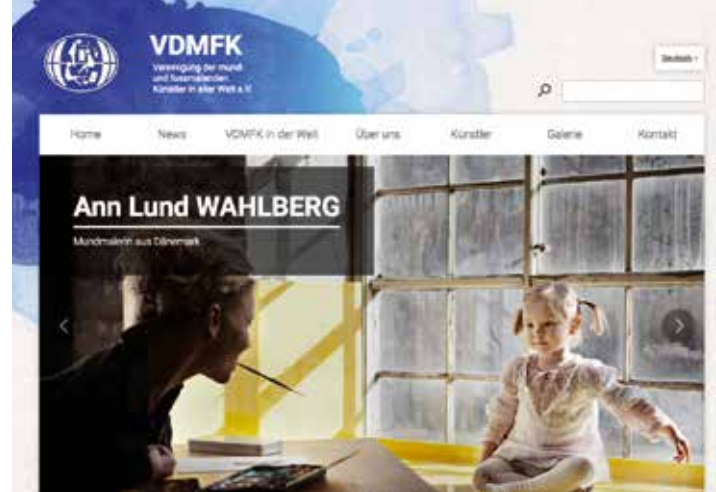 VDMFK
Vereinigung der mund-
und fussmalenden
Künstler in aller Welt e.V.
Deutsch
Home News VDMFK in der Welt Über uns Künstler Galerie Kontakt
Ann Lund WAHLBERG
Mundmalerin aus Dänemark